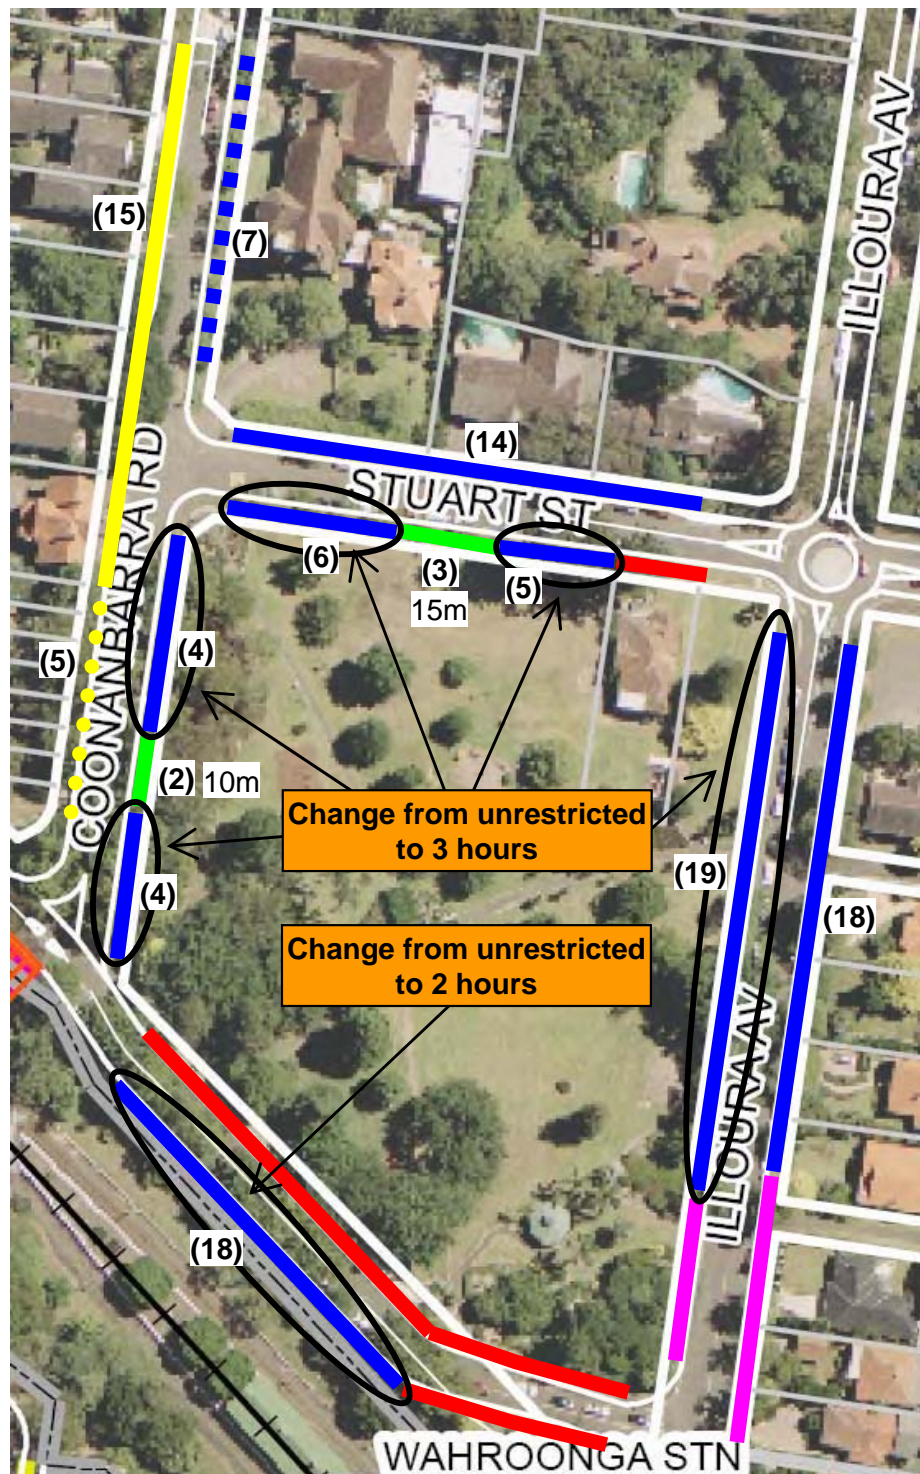 ILLOURA AV
(15)
(7)
(14)
COONANBARRA RD
STUART ST
(6)
(3)
15m
(5)
(5)
(4)
(2) 10m
Change from unrestricted
to 3 hours
(4)
(19)
(18)
Change from unrestricted
to 2 hours
ILLOURA AV
(18)
WAHROONGA STN